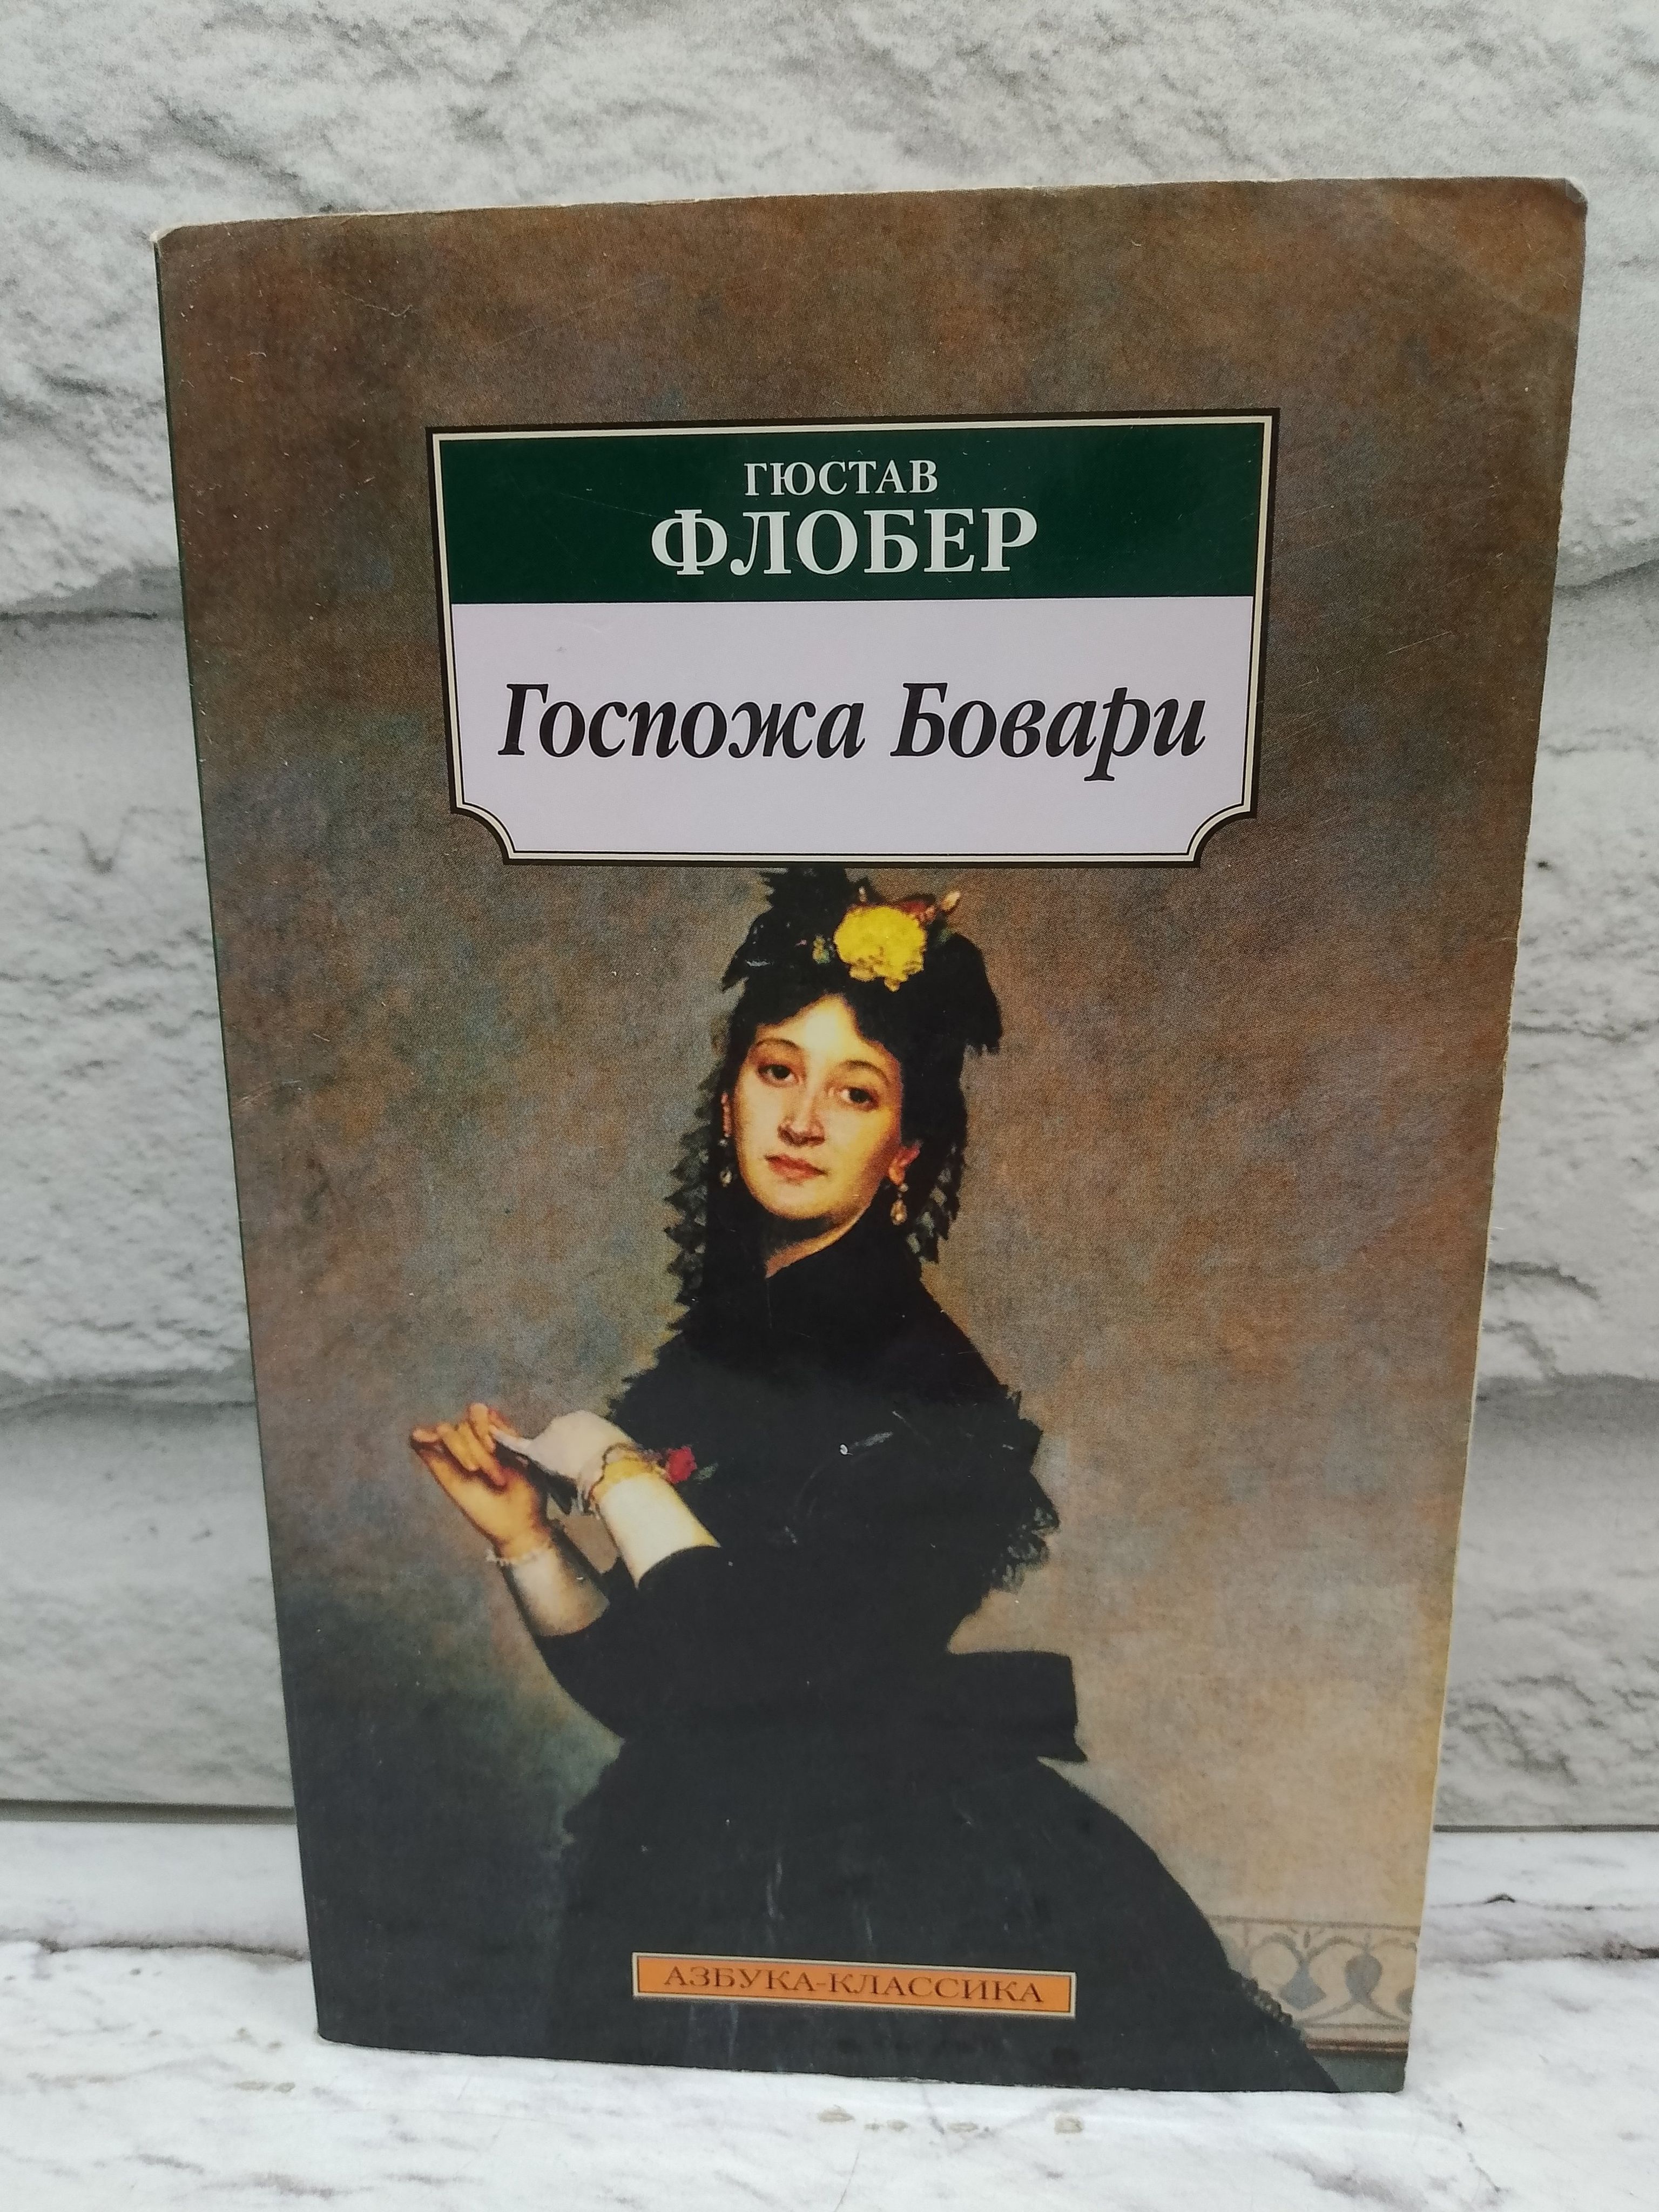 ГЮСТАВ
ФЛОБЕР
Госпожа Бовари
АЗБУКА-КЛАССИКА